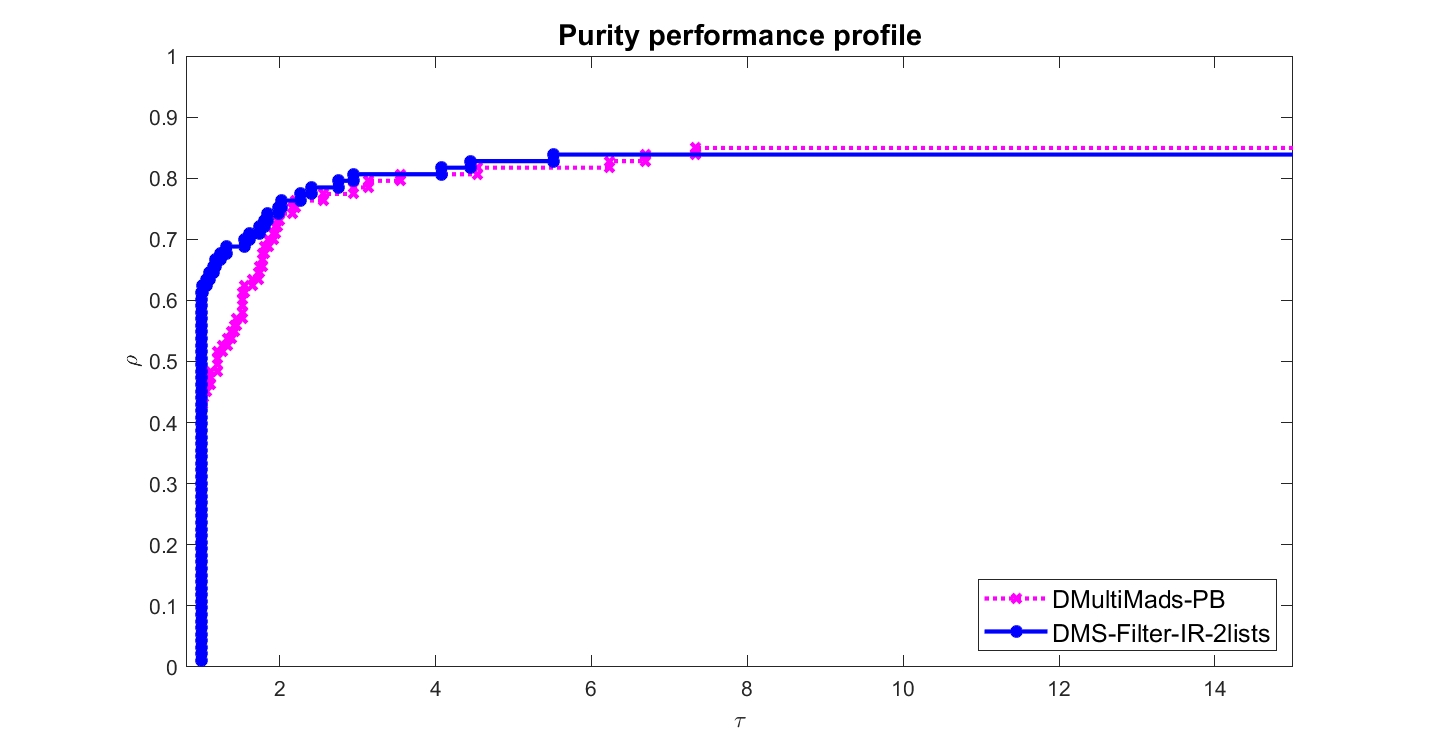 Purity performance profile
1
0.9
0.8
0.7
0.6
0.5
0.4
0.3
0.2
0.1
0
ρ
2 4 6 8 10 12 14
τ
DMultiMads-PB
DMS-Filter-IR-2lists